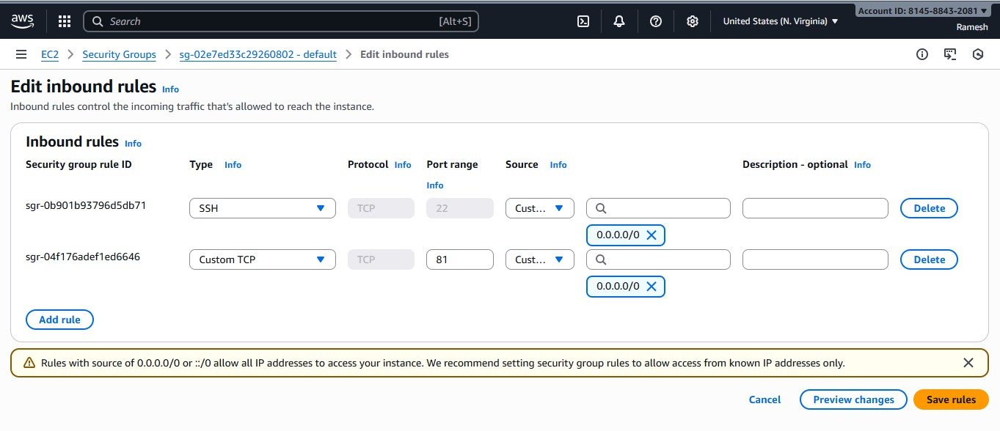 aws
Search [Alt+S]
United States (N. Virginia)
Account ID: 8145-8843-2081
Ramesh
EC2 Security Groups sg-02e7ed33c29260802 - default Edit inbound rules
Edit inbound rules Info
Inbound rules control the incoming traffic that's allowed to reach the instance.
Inbound rules Info
Security group rule ID Type Info Protocol Info Port range Info Source Info Description - optional Info
sgr-0b901b93796d5db71 SSH TCP 22 Cust... Delete
0.0.0.0/0
sgr-04f176adef1ed6646 Custom TCP TCP 81 Cust... Delete
0.0.0.0/0
Add rule
Rules with source of 0.0.0.0/0 or ::/0 allow all IP addresses to access your instance. We recommend setting security group rules to allow access from known IP addresses only.
Cancel Preview changes Save rules